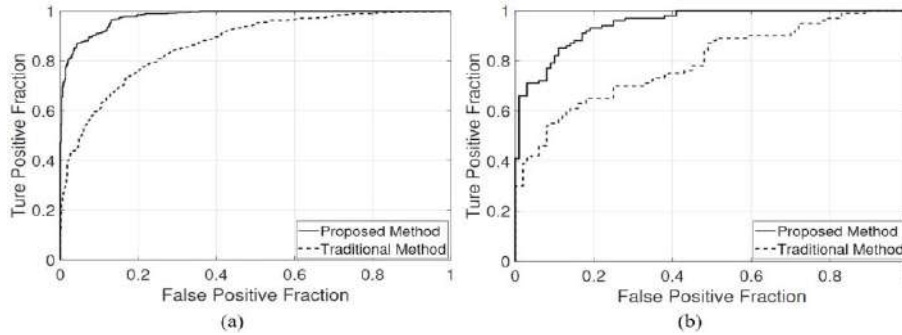 1
0.8
0.6
0.4
0.2
0
Ture Positive Fraction
Proposed Method
Traditional Method
0 0.2 0.4 0.6 0.8 1
False Positive Fraction
(a)
1
0.8
0.6
0.4
0.2
0
Ture Positive Fraction
Proposed Method
Traditional Method
0 0.2 0.4 0.6 0.8
False Positive Fraction
(b)